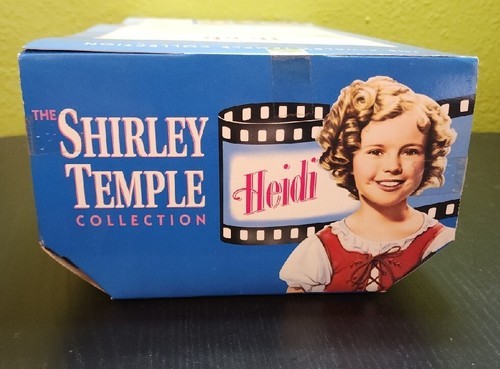 THE
SHIRLEY
TEMPLE
COLLECTION
Heidi